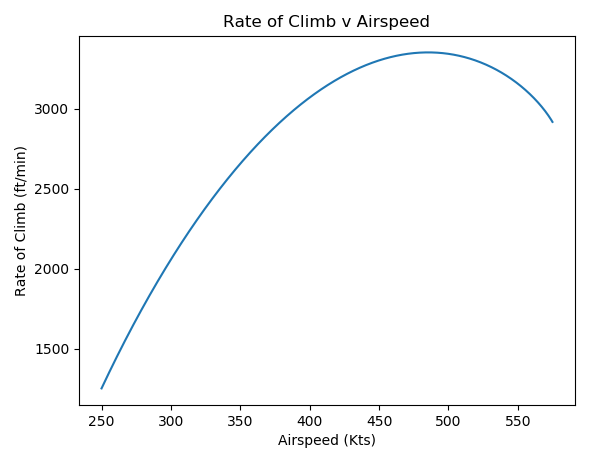 Rate of Climb v Airspeed
Rate of Climb (ft/min)
3000
2500
2000
1500
250 300 350 400 450 500 550
Airspeed (Kts)